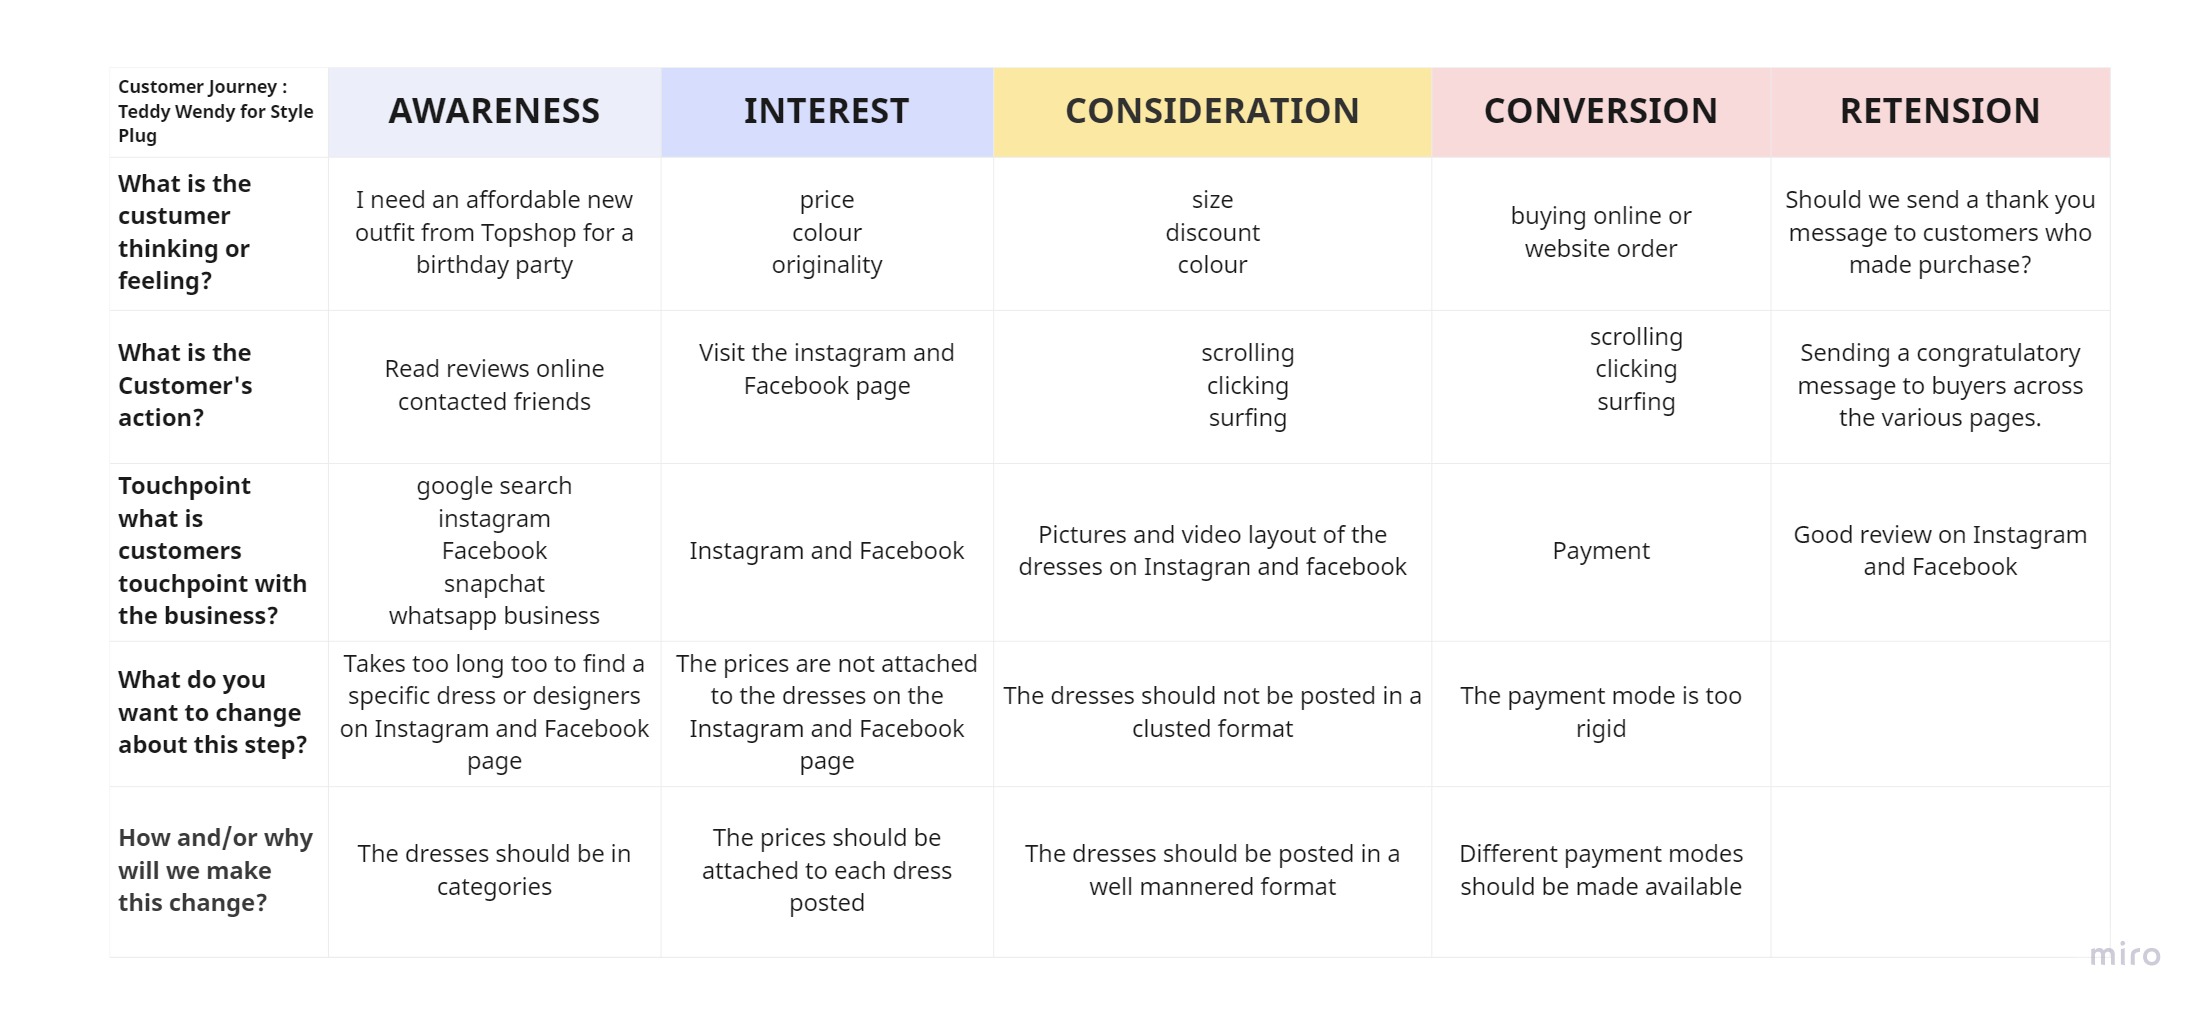 Customer Journey :
Teddy Wendy for Style
Plug
AWARENESS
INTEREST
CONSIDERATION
CONVERSION
RETENSION
What is the
custumer
thinking or
feeling?
I need an affordable new
outfit from Topshop for a
birthday party
price
colour
originality
size
discount
colour
buying online or
website order
Should we send a thank you
message to customers who
made purchase?
What is the
Customer's
action?
Read reviews online
contacted friends
Visit the instagram and
Facebook page
scrolling
clicking
surfing
scrolling
clicking
surfing
Sending a congratulatory
message to buyers across
the various pages.
Touchpoint
what is
customers
touchpoint with
the business?
google search
instagram
Facebook
snapchat
whatsapp business
Instagram and Facebook
Pictures and video layout of the
dresses on Instagran and facebook
Payment
Good review on Instagram
and Facebook
What do you
want to change
about this step?
Takes too long too to find a
specific dress or designers
on Instagram and Facebook
page
The prices are not attached
to the dresses on the
Instagram and Facebook
page
The dresses should not be posted in a
clusted format
The payment mode is too
rigid
How and/or why
will we make
this change?
The dresses should be in
categories
The prices should be
attached to each dress
posted
The dresses should be posted in a
well mannered format
Different payment modes
should be made available
miro